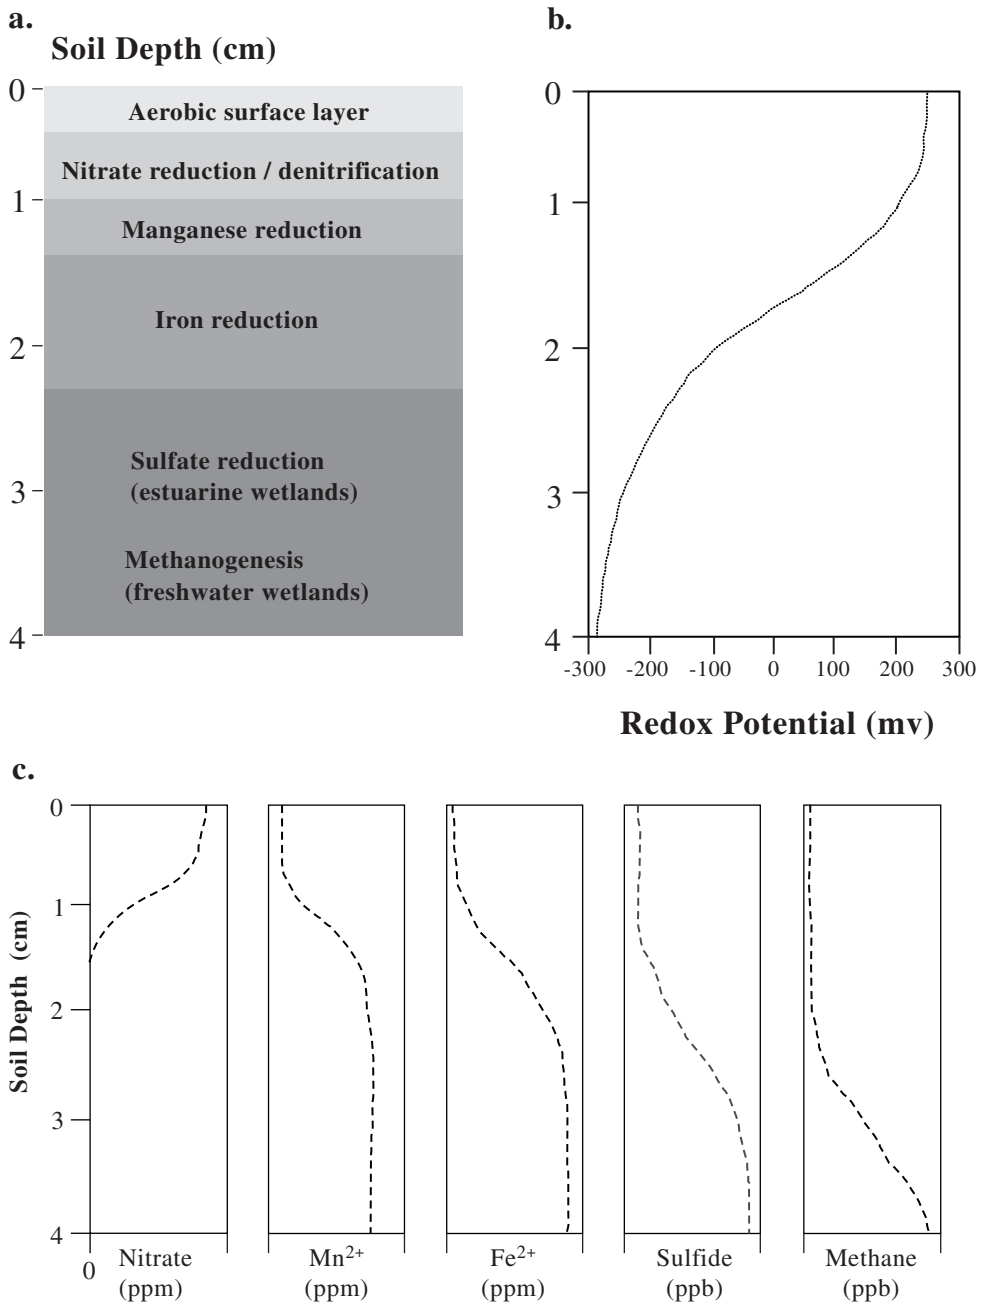 a.
Soil Depth (cm)
0
1
2
3
4
Aerobic surface layer
Nitrate reduction / denitrification
Manganese reduction
Iron reduction
Sulfate reduction
(estuarine wetlands)
Methanogenesis
(freshwater wetlands)
b.
0
1
2
3
4
-300 -200 -100 0 100 200 300
Redox Potential (mv)
c.
Soil Depth (cm)
0
1
2
3
4
0
Nitrate
(ppm)
Mn²⁺
(ppm)
Fe²⁺
(ppm)
Sulfide
(ppb)
Methane
(ppb)